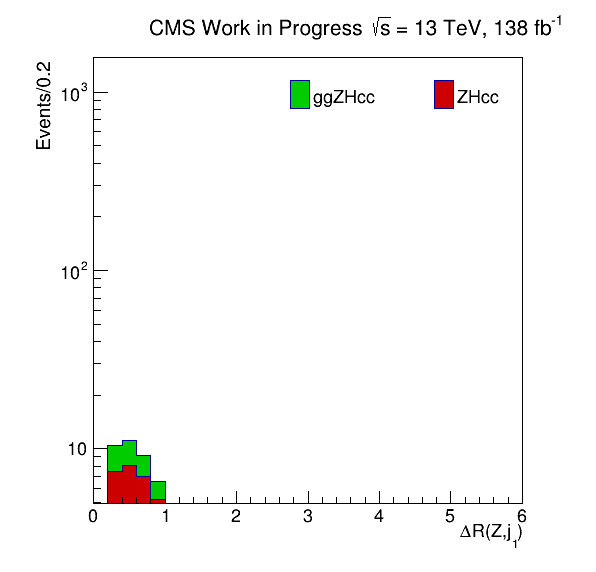 CMS Work in Progress √s = 13 TeV, 138 fb⁻¹
Events/0.2
ggZHcc ZHcc
10³
10²
10
0 1 2 3 4 5 6
ΔR(Z,j₁)